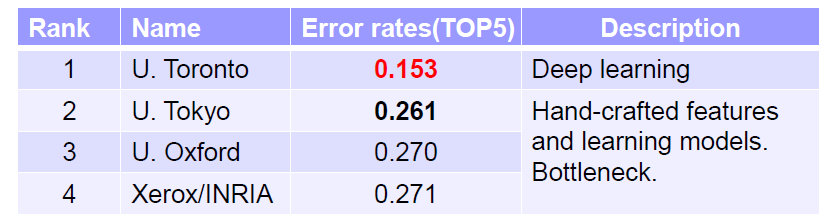 Rank Name Error rates(TOP5) Description
1 U. Toronto 0.153 Deep learning
2 U. Tokyo 0.261 Hand-crafted features
and learning models.
3 U. Oxford 0.270
Bottleneck.
4 Xerox/INRIA 0.271